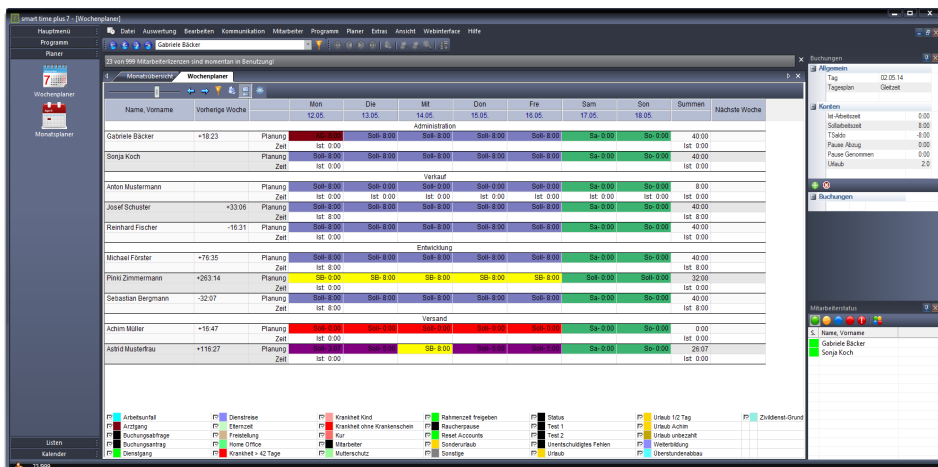 smart time plus 7 - [Wochenplaner]
Hauptmenü
Programm
Planer
Wochenplaner
Monatsplaner
Listen
Kalender
23/999
Datei Auswertung Bearbeiten Kommunikation Mitarbeiter Programm Planer Extras Ansicht Webinterface Hilfe
Gabriele Bäcker
23 von 999 Mitarbeiterlizenzen sind momentan in Benutzung!
Monatsübersicht Wochenplaner
Name, Vorname Vorherige Woche Mon Die Mit Don Fre Sam Son Summen Nächste Woche
12.05. 13.05. 14.05. 15.05. 16.05. 17.05. 18.05.
Administration
Gabriele Bäcker +18:23 Planung Soll- 8:00 Soll- 8:00 Soll- 8:00 Soll- 8:00 Sa- 0:00 So- 0:00 40:00
Zeit Ist: 0:00 Ist: 0:00
Sonja Koch Planung Soll- 8:00 Soll- 8:00 Soll- 8:00 Soll- 8:00 Soll- 8:00 Sa- 0:00 So- 0:00 40:00
Zeit Ist: 0:00 Ist: 0:00
Verkauf
Anton Mustermann Planung Soll- 8:00 Soll- 0:00 Soll- 0:00 Soll- 0:00 Soll- 0:00 Sa- 0:00 So- 0:00 8:00
Zeit Ist: 0:00 Ist: 0:00 Ist: 0:00 Ist: 0:00 Ist: 0:00 Ist: 0:00 Ist: 0:00 Ist: 0:00
Josef Schuster +33:06 Planung Soll- 8:00 Soll- 8:00 Soll- 8:00 Soll- 8:00 Soll- 8:00 Sa- 0:00 So- 0:00 40:00
Zeit Ist: 8:00 Ist: 8:00
Reinhard Fischer -16:31 Planung Soll- 8:00 Soll- 8:00 Soll- 8:00 Soll- 8:00 Soll- 8:00 Sa- 0:00 So- 0:00 40:00
Zeit Ist: 0:00 Ist: 0:00
Entwicklung
Michael Förster +76:35 Planung Soll- 8:00 Soll- 8:00 Soll- 8:00 Soll- 8:00 Soll- 8:00 Sa- 0:00 So- 0:00 40:00
Zeit Ist: 8:00 Ist: 8:00
Pinki Zimmermann +263:14 Planung SB- 0:00 SB- 8:00 SB- 8:00 SB- 8:00 SB- 8:00 Soll- 0:00 Soll- 0:00 32:00
Zeit Ist: 0:00 Ist: 0:00
Sebastian Bergmann -32:07 Planung Soll- 8:00 Soll- 8:00 Soll- 8:00 Soll- 8:00 Soll- 8:00 Sa- 0:00 So- 0:00 40:00
Zeit Ist: 0:00 Ist: 0:00
Versand
Achim Müller +16:47 Planung Soll- 0:00 Soll- 0:00 Soll- 0:00 Soll- 0:00 Soll- 0:00 Sa- 0:00 So- 0:00 0:00
Zeit Ist: 0:00 Ist: 0:00
Astrid Musterfrau +116:27 Planung SB- 8:00 Sa- 0:00 So- 0:00 26:07
Zeit Ist: 0:00 Ist: 0:00
Arbeitsunfall Dienstreise Krankheit Kind Rahmenzeit freigeben Status Urlaub 1/2 Tag Zivildienst-Grund
Arztgang Elternzeit Krankheit ohne Krankenschein Raucherpause Test 1 Urlaub Achim
Buchungsabfrage Freistellung Kur Reset Accounts Test 2 Urlaub unbezahlt
Buchungsantrag Home Office Mitarbeiter Sonderurlaub Unentschuldigtes Fehlen Weiterbildung
Dienstgang Krankheit > 42 Tage Mutterschutz Sonstige Urlaub Überstundenabbau
Buchungen
Allgemein
Tag 02.05.14
Tagesplan Gleitzeit
Konten
Ist-Arbeitszeit 0:00
Sollarbeitszeit 8:00
TSaldo -8:00
Pause Abzug 0:00
Pause Genommen 0:00
Urlaub 2.0
Buchungen
Mitarbeiterstatus
S. Name, Vorname
Gabriele Bäcker
Sonja Koch